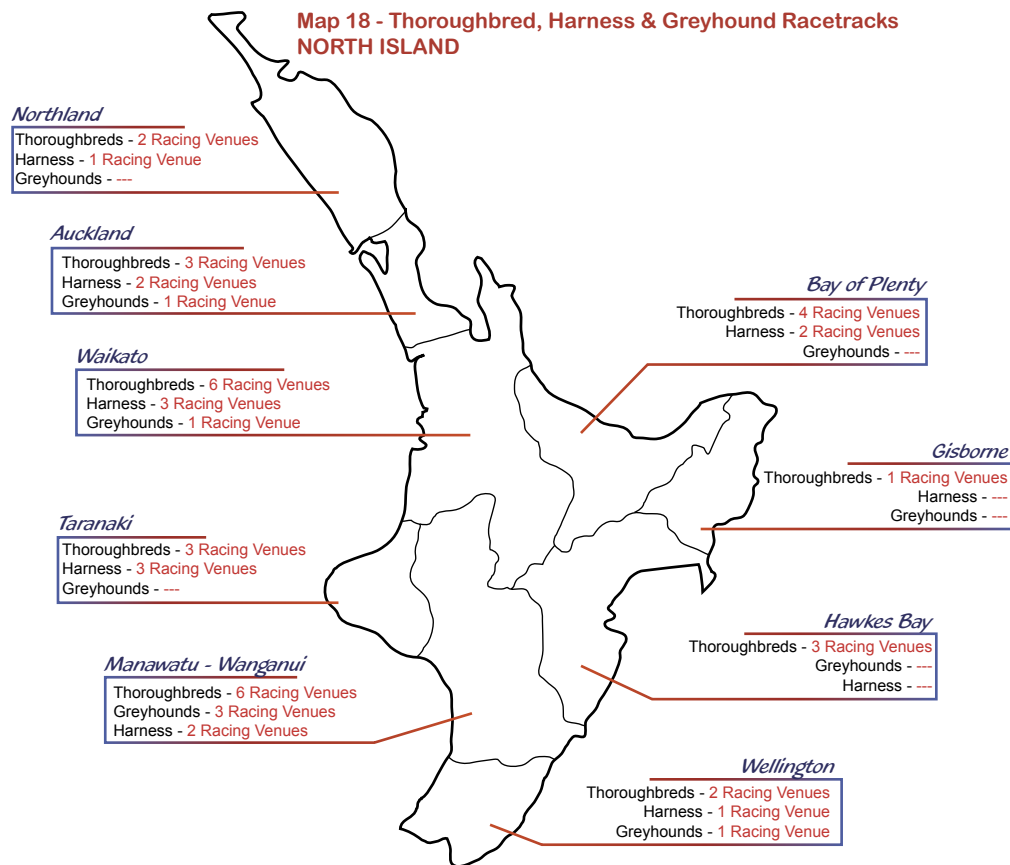 Map 18 - Thoroughbred, Harness & Greyhound Racetracks
NORTH ISLAND
Northland
Thoroughbreds - 2 Racing Venues
Harness - 1 Racing Venue
Greyhounds - ---
Auckland
Thoroughbreds - 3 Racing Venues
Harness - 2 Racing Venues
Greyhounds - 1 Racing Venue
Waikato
Thoroughbreds - 6 Racing Venues
Harness - 3 Racing Venues
Greyhounds - 1 Racing Venue
Taranaki
Thoroughbreds - 3 Racing Venues
Harness - 3 Racing Venues
Greyhounds - ---
Manawatu - Wanganui
Thoroughbreds - 6 Racing Venues
Greyhounds - 3 Racing Venues
Harness - 2 Racing Venues
Bay of Plenty
Thoroughbreds - 4 Racing Venues
Harness - 2 Racing Venues
Greyhounds - ---
Gisborne
Thoroughbreds - 1 Racing Venues
Harness - ---
Greyhounds - ---
Hawkes Bay
Thoroughbreds - 3 Racing Venues
Greyhounds - ---
Harness - ---
Wellington
Thoroughbreds - 2 Racing Venues
Harness - 1 Racing Venue
Greyhounds - 1 Racing Venue